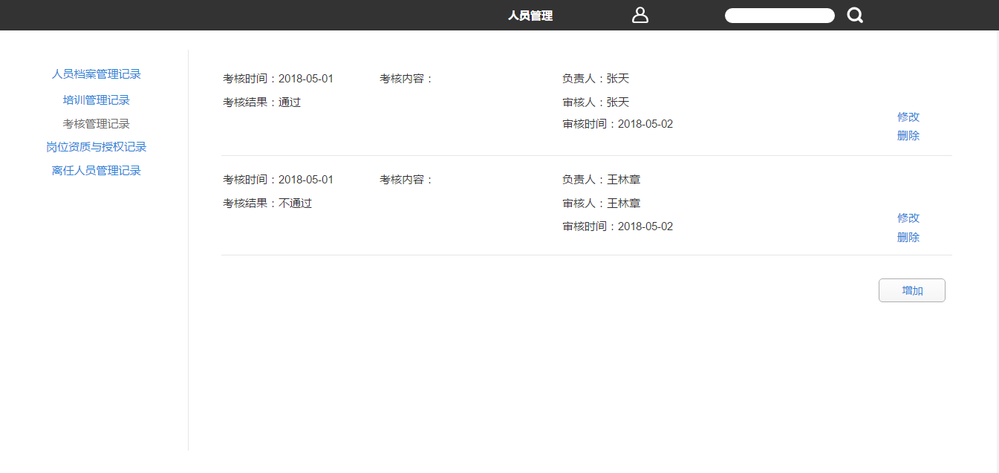 人员管理
人员档案管理记录
培训管理记录
考核管理记录
岗位资质与授权记录
离任人员管理记录
考核时间：2018-05-01 考核内容： 负责人：张天
考核结果：通过 审核人：张天
审核时间：2018-05-02
修改
删除
考核时间：2018-05-01 考核内容： 负责人：王林章
考核结果：不通过 审核人：王林章
审核时间：2018-05-02
修改
删除
增加